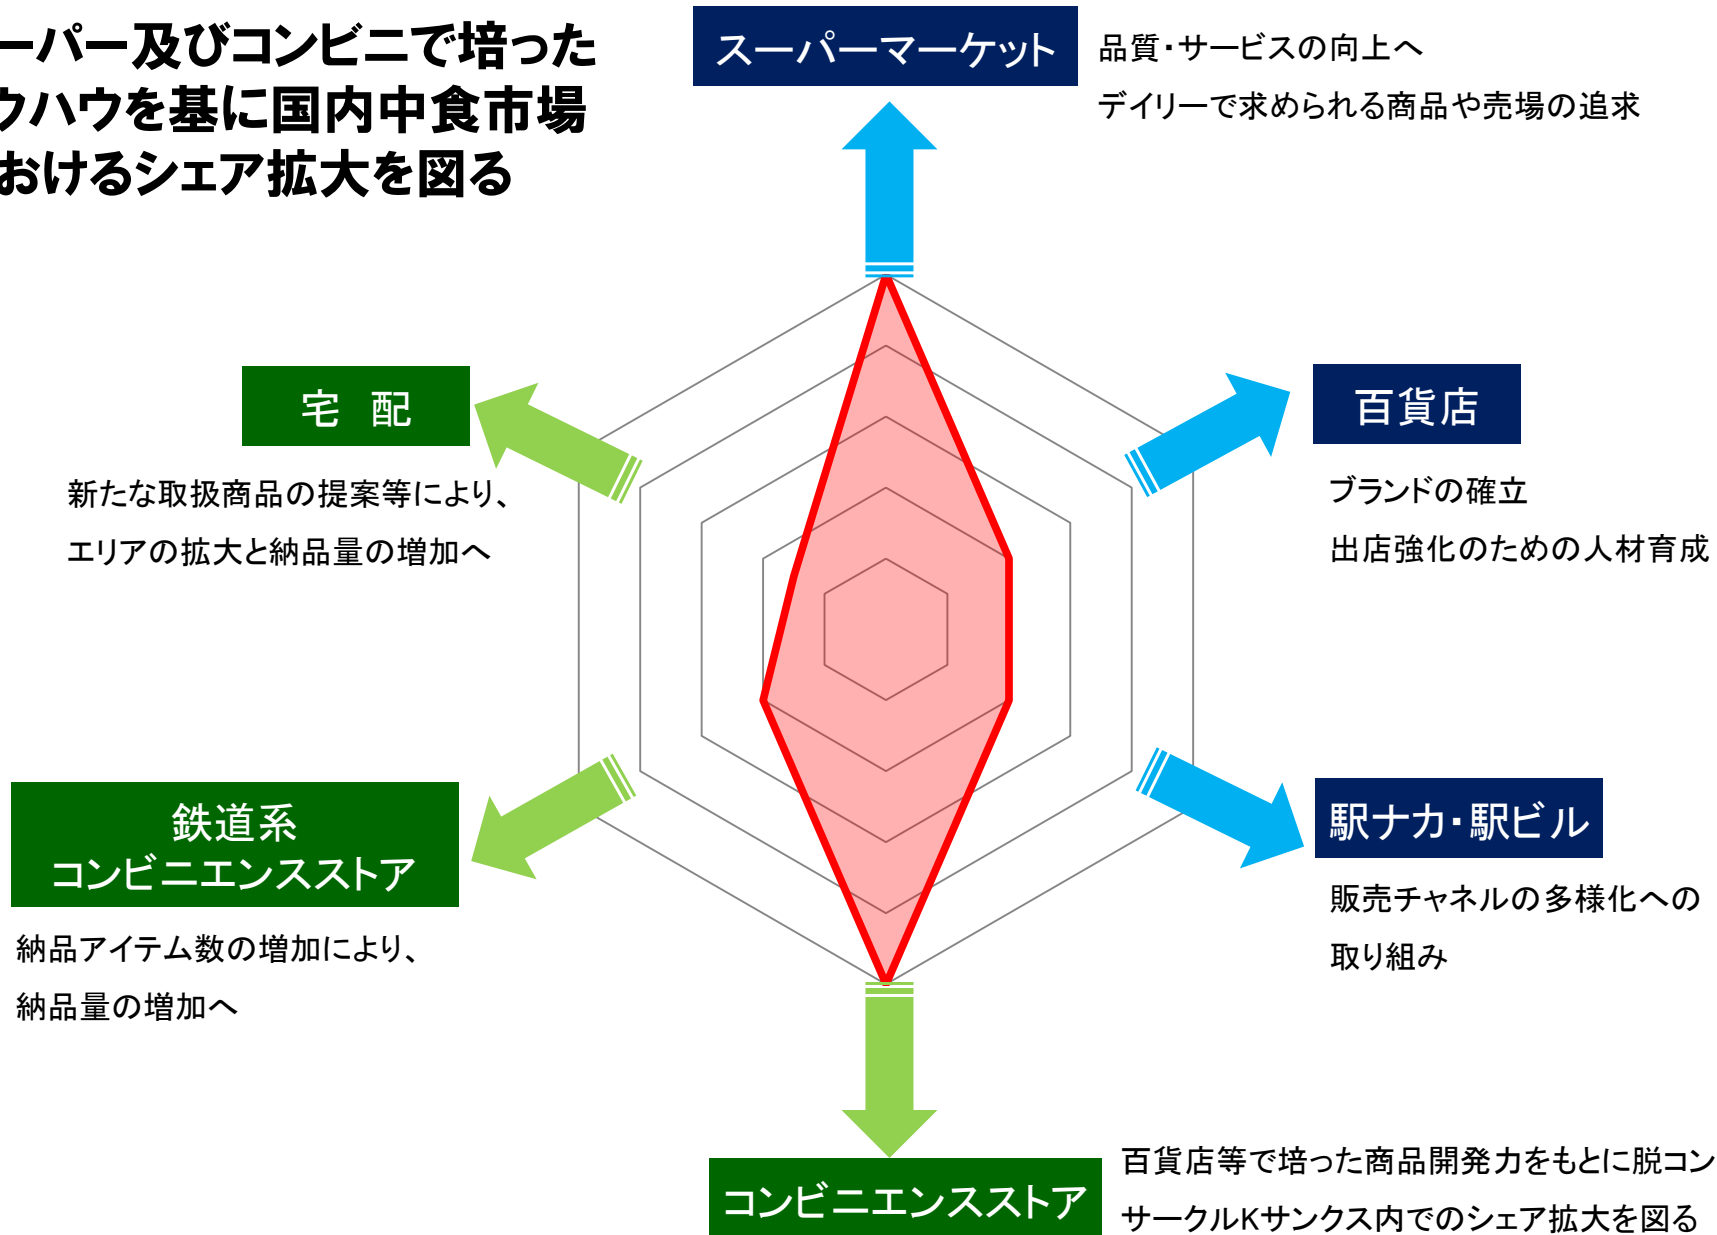 ーパー及びコンビニで培った
ウハウを基に国内中食市場
おけるシェア拡大を図る
スーパーマーケット
品質・サービスの向上へ
デイリーで求められる商品や売場の追求
宅　配
新たな取扱商品の提案等により、
エリアの拡大と納品量の増加へ
百貨店
ブランドの確立
出店強化のための人材育成
鉄道系
コンビニエンスストア
納品アイテム数の増加により、
納品量の増加へ
駅ナカ・駅ビル
販売チャネルの多様化への
取り組み
コンビニエンスストア
百貨店等で培った商品開発力をもとに脱コン
サークルKサンクス内でのシェア拡大を図る